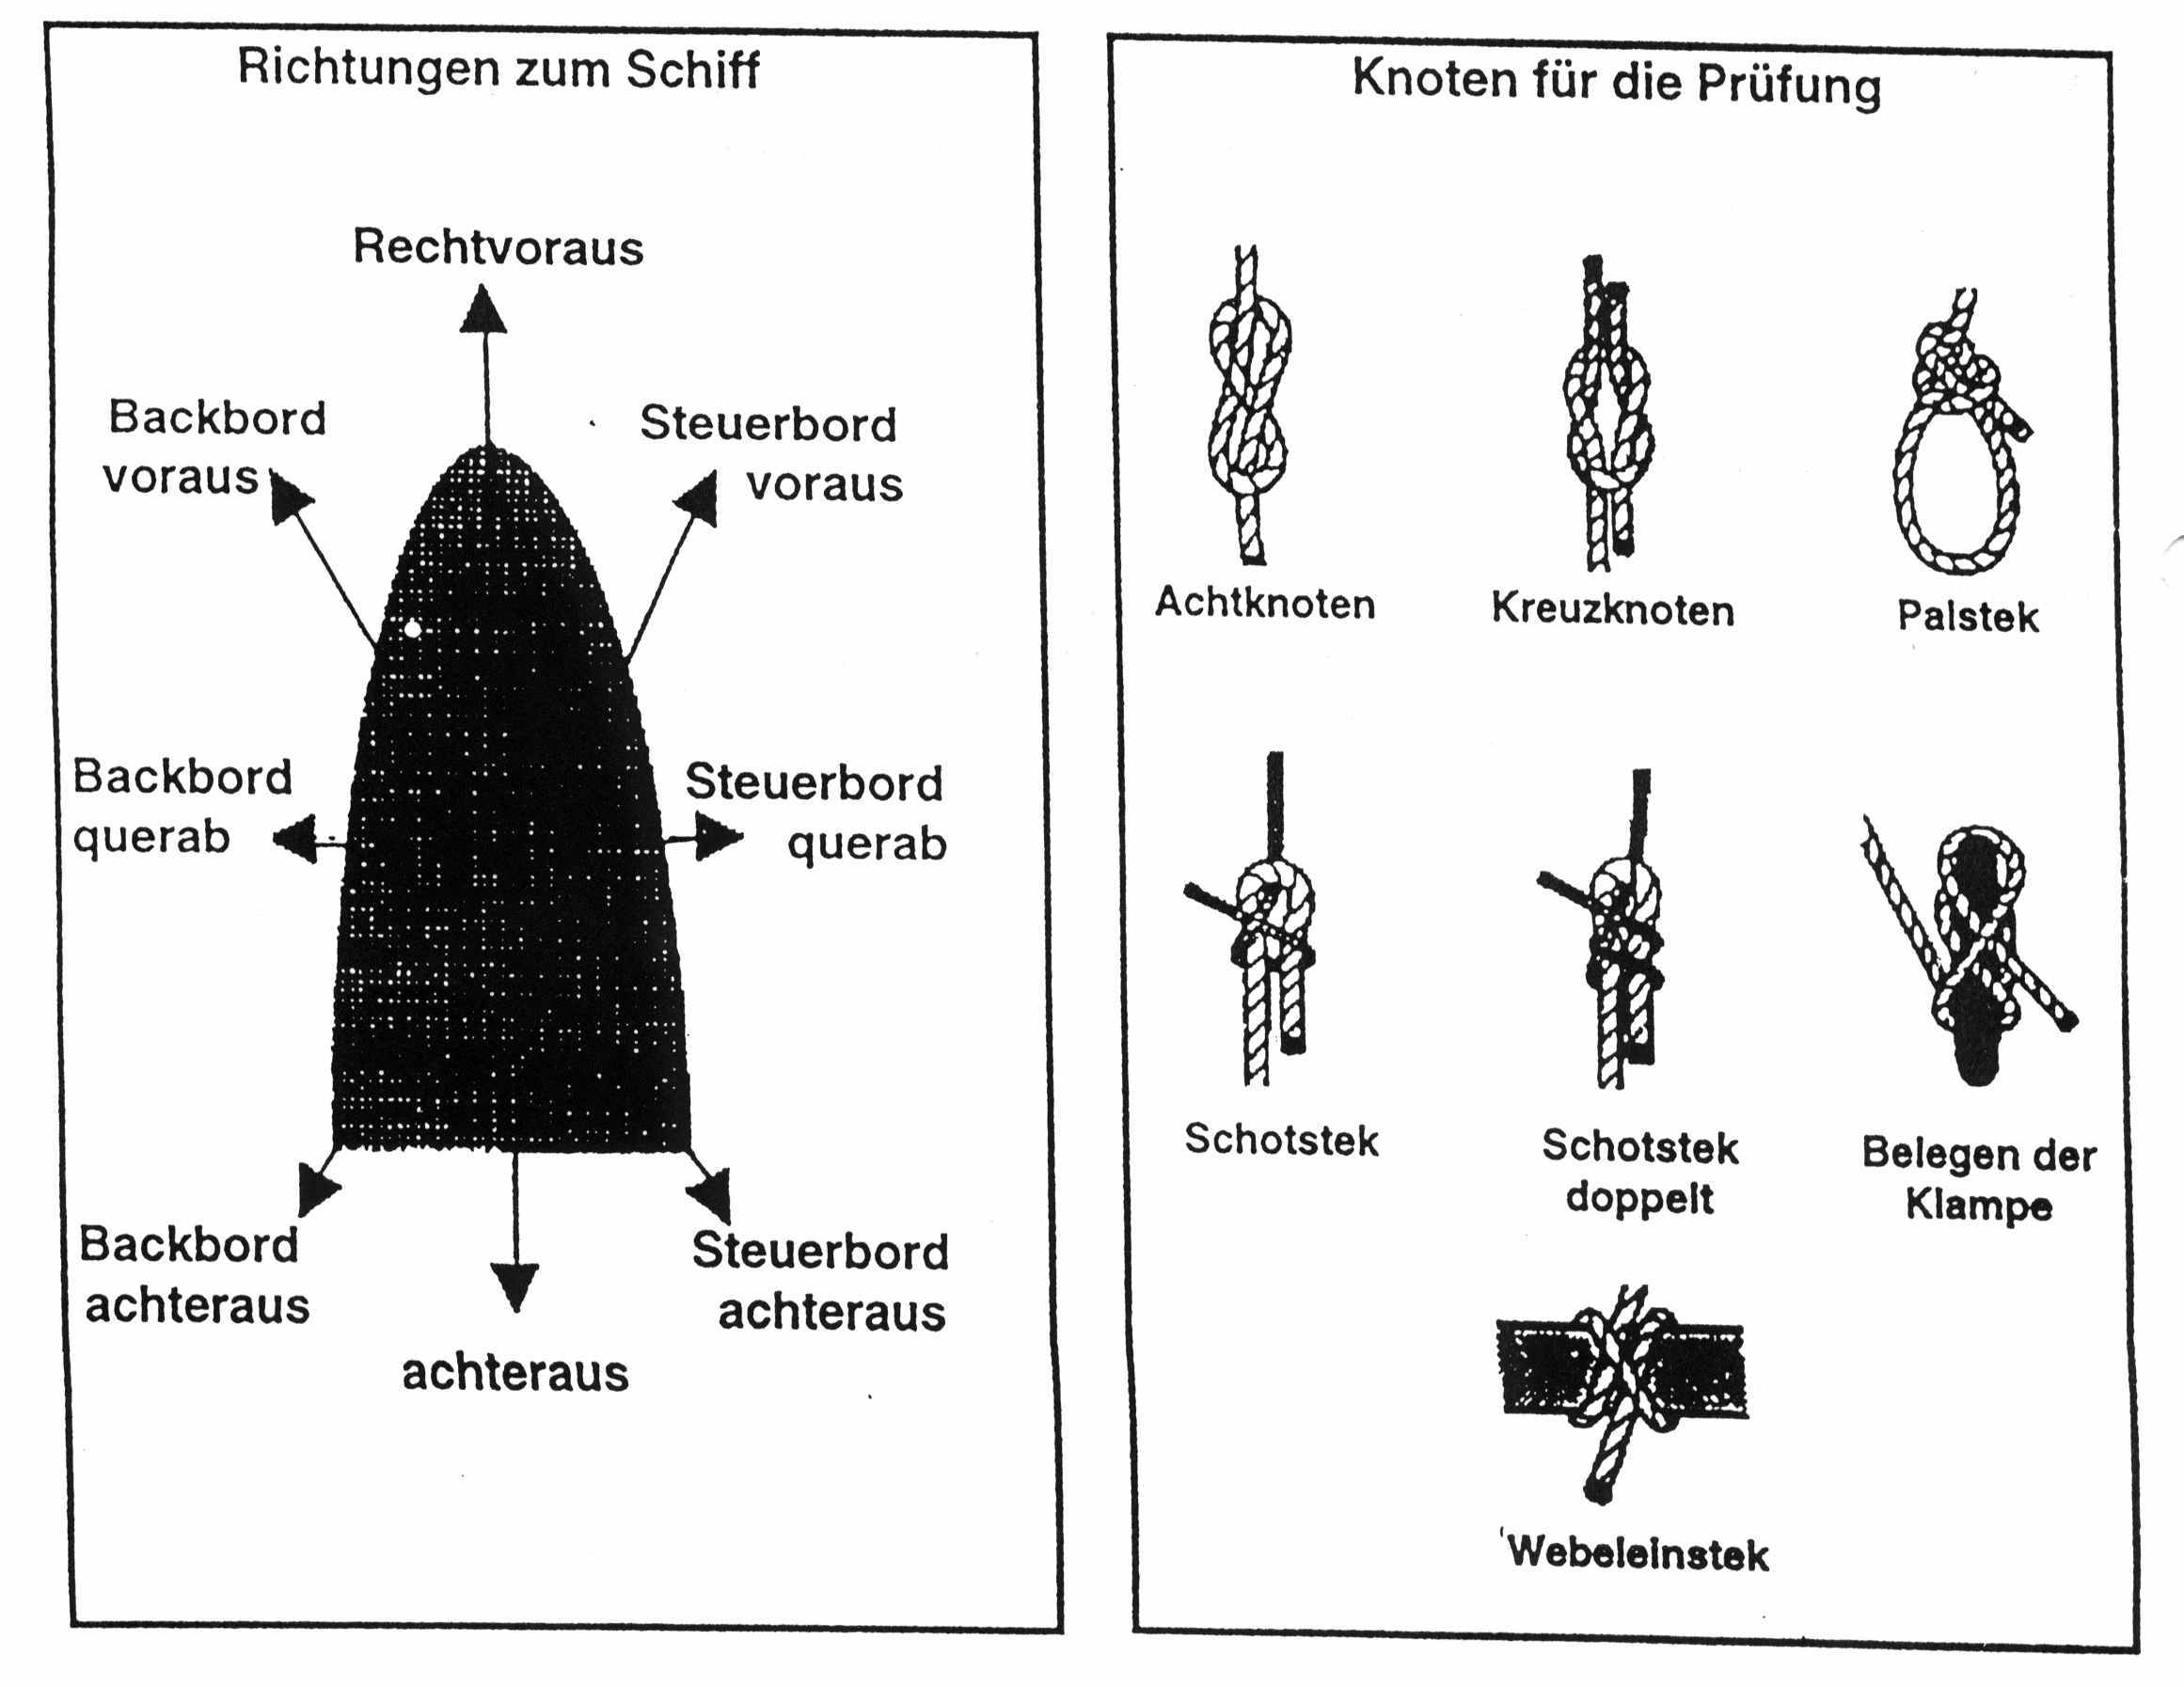 Richtungen zum Schiff
Rechtvoraus
Backbord
voraus
Steuerbord
voraus
Backbord
querab
Steuerbord
querab
Backbord
achteraus
Steuerbord
achteraus
achteraus
Knoten für die Prüfung
Achtknoten
Kreuzknoten
Palstek
Schotstek
Schotstek
doppelt
Belegen der
Klampe
Webeleinstek